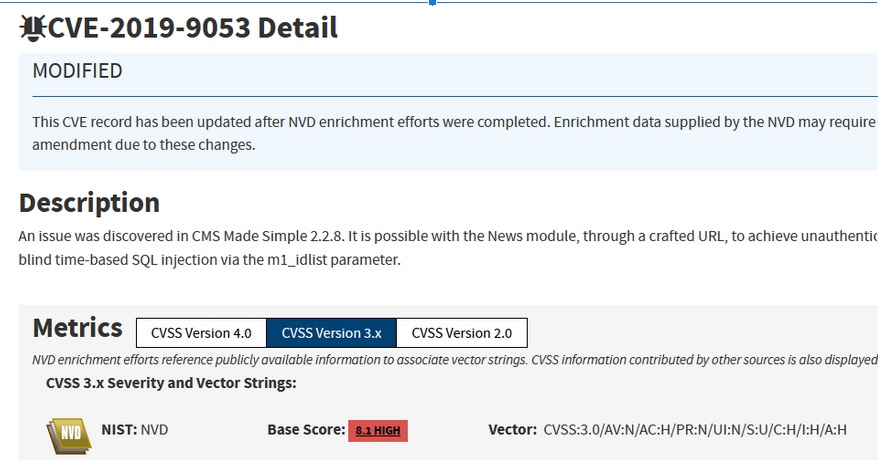 CVE-2019-9053 Detail
MODIFIED
This CVE record has been updated after NVD enrichment efforts were completed. Enrichment data supplied by the NVD may require
amendment due to these changes.
Description
An issue was discovered in CMS Made Simple 2.2.8. It is possible with the News module, through a crafted URL, to achieve unauthentic
blind time-based SQL injection via the m1_idlist parameter.
Metrics CVSS Version 4.0 CVSS Version 3.x CVSS Version 2.0
NVD enrichment efforts reference publicly available information to associate vector strings. CVSS information contributed by other sources is also displayed
CVSS 3.x Severity and Vector Strings:
NVD NIST: NVD Base Score: 8.1 HIGH Vector: CVSS:3.0/AV:N/AC:H/PR:N/UI:N/S:U/C:H/I:H/A:H